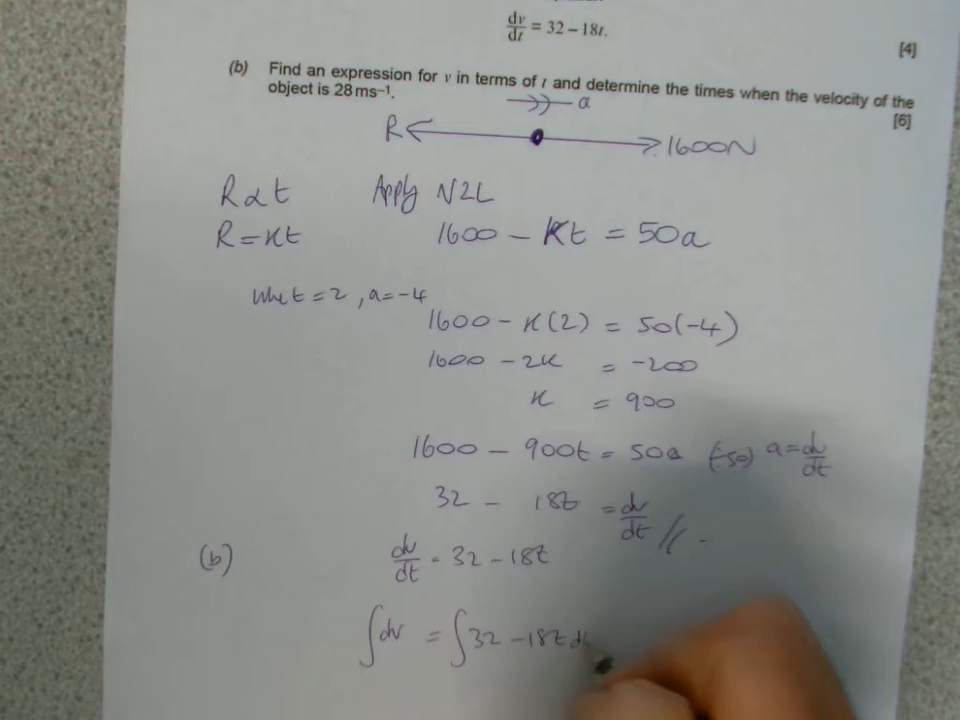 dv/dt = 32 – 18t.
[4]
(b) Find an expression for v in terms of t and determine the times when the velocity of the
object is 28 ms⁻¹.
[6]
a
R 1600N
R ∝ t Apply N2L
R = Kt 1600 – Kt = 50a
When t = 2 , a = -4
1600 - K(2) = 50(-4)
1600 - 2K = -200
K = 900
1600 - 900t = 50a (÷50) a = dv/dt
32 - 18t = dv/dt //.
(b) dv/dt = 32 - 18t
∫dv = ∫32 - 18t dt